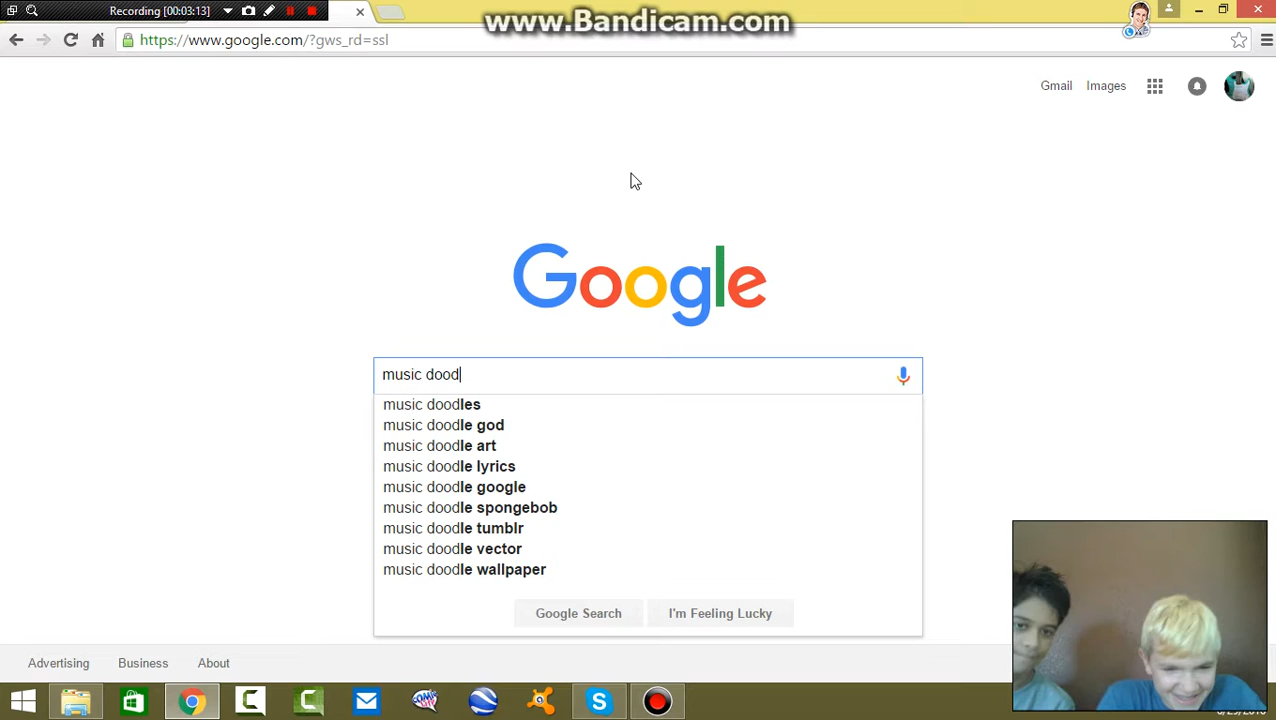 Recording [00:03:13]
www.Bandicam.com
https://www.google.com/?gws_rd=ssl
Gmail Images
Google
music dood
music doodles
music doodle god
music doodle art
music doodle lyrics
music doodle google
music doodle spongebob
music doodle tumblr
music doodle vector
music doodle wallpaper
Google Search I'm Feeling Lucky
Advertising Business About